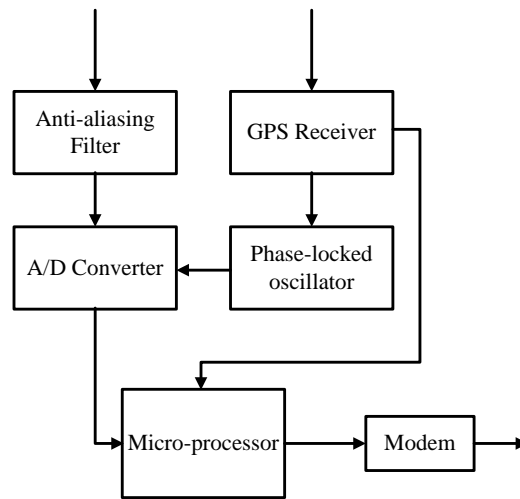 Anti-aliasing
Filter
GPS Receiver
A/D Converter
Phase-locked
oscillator
Micro-processor
Modem